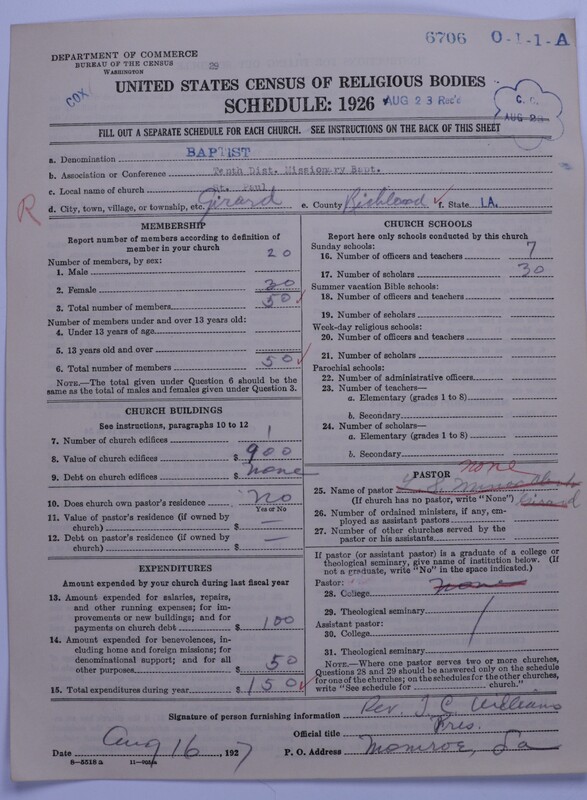 6706 O-1-1-A
DEPARTMENT OF COMMERCE
BUREAU OF THE CENSUS
WASHINGTON
29
COX
UNITED STATES CENSUS OF RELIGIOUS BODIES
SCHEDULE: 1926
AUG 23 Rec'd
AUG 23
FILL OUT A SEPARATE SCHEDULE FOR EACH CHURCH. SEE INSTRUCTIONS ON THE BACK OF THIS SHEET
a. Denomination BAPTIST
b. Association or Conference Tenth Dist. Missionary Bapt.
c. Local name of church St. Paul
R
d. City, town, village, or township, etc. Girard e. County Richland f. State LA.
MEMBERSHIP
Report number of members according to definition of member in your church
Number of members, by sex:
1. Male 20
2. Female 30
3. Total number of members 50
Number of members under and over 13 years old:
4. Under 13 years of age
5. 13 years old and over
6. Total number of members 50
NOTE.—The total given under Question 6 should be the same as the total of males and females given under Question 3.
CHURCH BUILDINGS
See instructions, paragraphs 10 to 12
7. Number of church edifices 1
8. Value of church edifices $ 900
9. Debt on church edifices $ none
10. Does church own pastor's residence No
Yes or No
11. Value of pastor's residence (if owned by church) $ —
12. Debt on pastor's residence (if owned by church) $ —
EXPENDITURES
Amount expended by your church during last fiscal year
13. Amount expended for salaries, repairs, and other running expenses; for improvements or new buildings; and for payments on church debt $ 100
14. Amount expended for benevolences, including home and foreign missions; for denominational support; and for all other purposes $ 50
15. Total expenditures during year $ 150
CHURCH SCHOOLS
Report here only schools conducted by this church
Sunday schools:
16. Number of officers and teachers 7
17. Number of scholars 30
Summer vacation Bible schools:
18. Number of officers and teachers
19. Number of scholars
Week-day religious schools:
20. Number of officers and teachers
21. Number of scholars
Parochial schools:
22. Number of administrative officers
23. Number of teachers—
a. Elementary (grades 1 to 8)
b. Secondary
24. Number of scholars—
a. Elementary (grades 1 to 8)
b. Secondary
PASTOR
none
25. Name of pastor
(If church has no pastor, write "None") Girard
26. Number of ordained ministers, if any, employed as assistant pastors
27. Number of other churches served by the pastor or his assistants
If pastor (or assistant pastor) is a graduate of a college or theological seminary, give name of institution below. (If not a graduate, write "No" in the space indicated.)
Pastor:
28. College none
29. Theological seminary
Assistant pastor:
30. College
31. Theological seminary
NOTE.—Where one pastor serves two or more churches, Questions 28 and 29 should be answered only on the schedule for one of the churches; on the schedules for the other churches, write "See schedule for church."
Signature of person furnishing information Rev. J. C. Williams
Official title Pres.
Date Aug 16, 1927 P. O. Address Monroe, La
8—5518 a